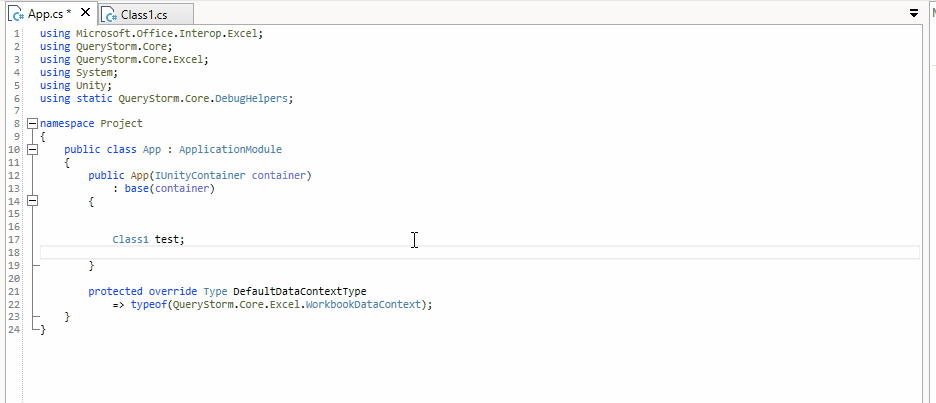 App.cs * Class1.cs
1 using Microsoft.Office.Interop.Excel;
2 using QueryStorm.Core;
3 using QueryStorm.Core.Excel;
4 using System;
5 using Unity;
6 using static QueryStorm.Core.DebugHelpers;
7
8 namespace Project
9 {
10 public class App : ApplicationModule
11 {
12 public App(IUnityContainer container)
13 : base(container)
14 {
15
16
17 Class1 test;
18
19 }
20
21 protected override Type DefaultDataContextType
22 => typeof(QueryStorm.Core.Excel.WorkbookDataContext);
23 }
24 }